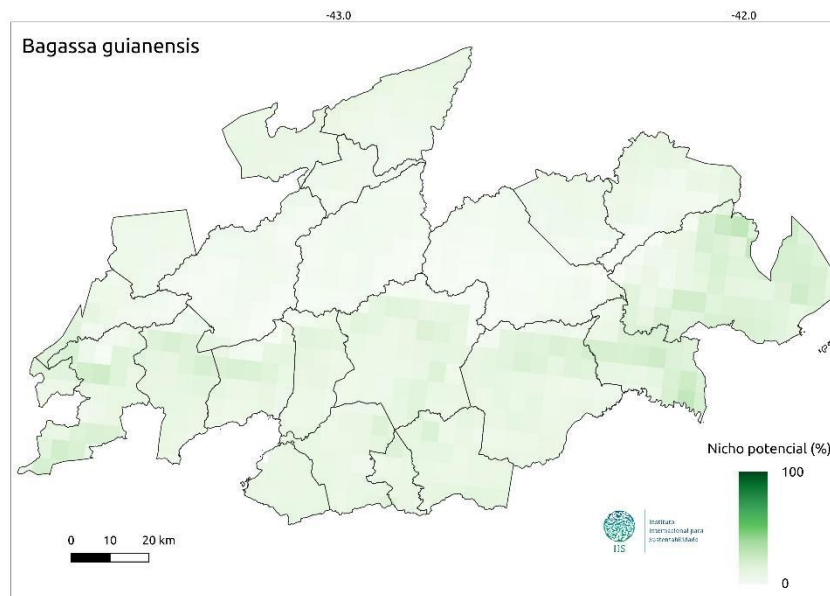 -43.0
-42.0
Bagassa guianensis
Nicho potencial (%)
100
0
0 10 20 km
IIS
Instituto
Internacional para
Sustentabilidade